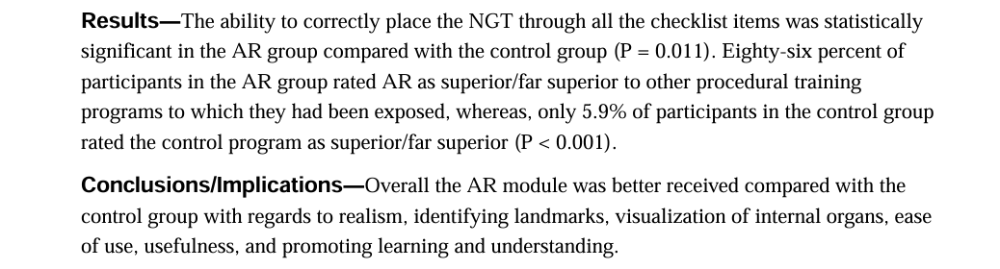 Results—The ability to correctly place the NGT through all the checklist items was statistically
significant in the AR group compared with the control group (P = 0.011). Eighty-six percent of
participants in the AR group rated AR as superior/far superior to other procedural training
programs to which they had been exposed, whereas, only 5.9% of participants in the control group
rated the control program as superior/far superior (P < 0.001).
Conclusions/Implications—Overall the AR module was better received compared with the
control group with regards to realism, identifying landmarks, visualization of internal organs, ease
of use, usefulness, and promoting learning and understanding.